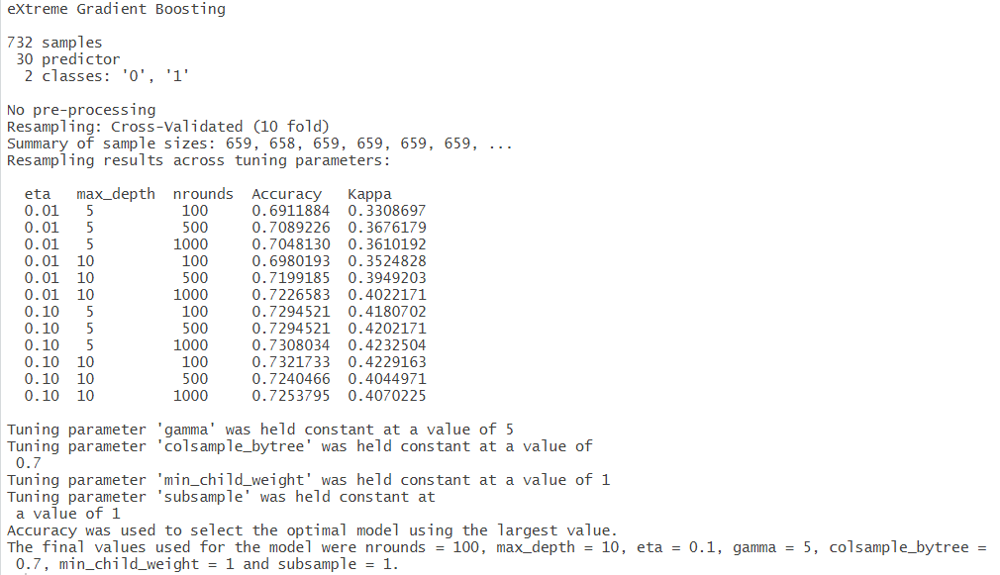 eXtreme Gradient Boosting
732 samples
30 predictor
2 classes: '0', '1'
No pre-processing
Resampling: Cross-Validated (10 fold)
Summary of sample sizes: 659, 658, 659, 659, 659, 659, ...
Resampling results across tuning parameters:
eta max_depth nrounds Accuracy Kappa
0.01 5 100 0.6911884 0.3308697
0.01 5 500 0.7089226 0.3676179
0.01 5 1000 0.7048130 0.3610192
0.01 10 100 0.6980193 0.3524828
0.01 10 500 0.7199185 0.3949203
0.01 10 1000 0.7226583 0.4022171
0.10 5 100 0.7294521 0.4180702
0.10 5 500 0.7294521 0.4202171
0.10 5 1000 0.7308034 0.4232504
0.10 10 100 0.7321733 0.4229163
0.10 10 500 0.7240466 0.4044971
0.10 10 1000 0.7253795 0.4070225
Tuning parameter 'gamma' was held constant at a value of 5
Tuning parameter 'colsample_bytree' was held constant at a value of
0.7
Tuning parameter 'min_child_weight' was held constant at a value of 1
Tuning parameter 'subsample' was held constant at
a value of 1
Accuracy was used to select the optimal model using the largest value.
The final values used for the model were nrounds = 100, max_depth = 10, eta = 0.1, gamma = 5, colsample_bytree =
0.7, min_child_weight = 1 and subsample = 1.